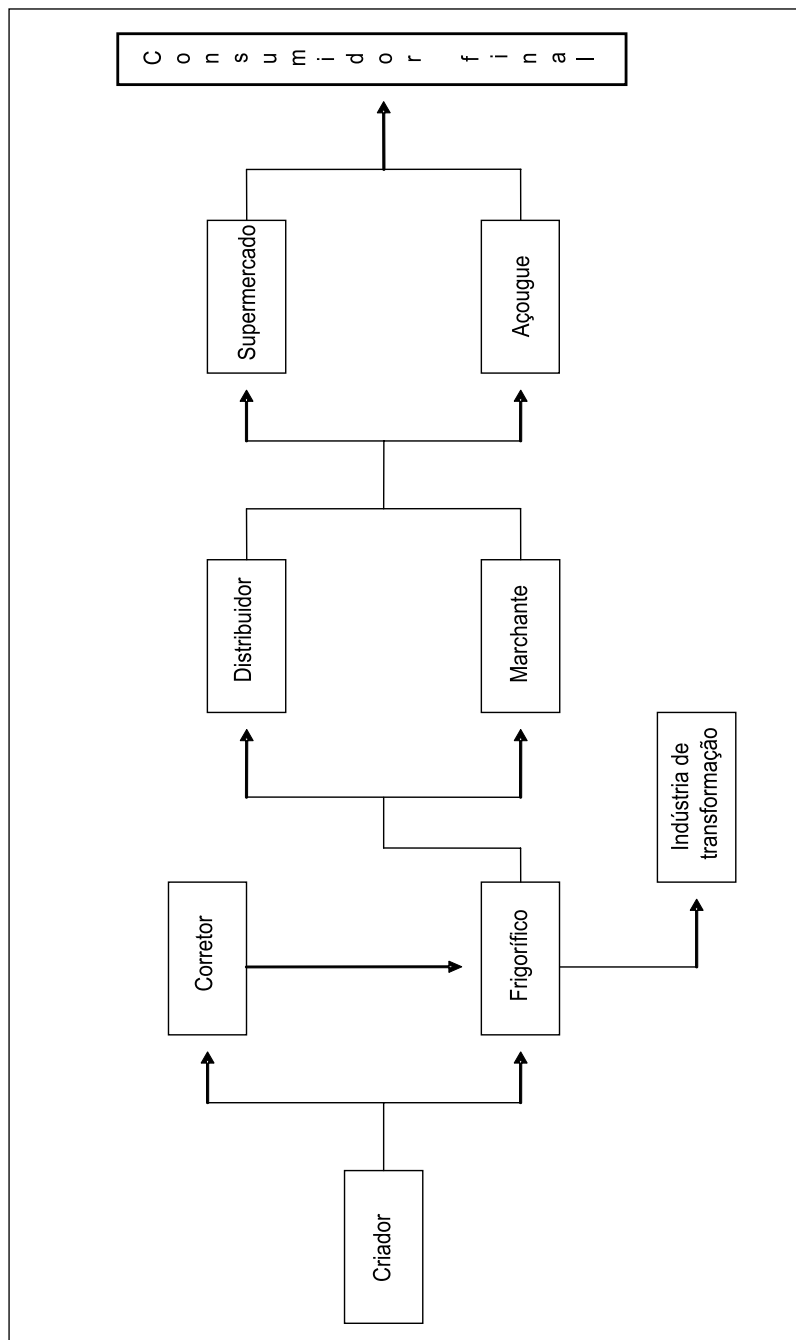 Criador
Corretor
Frigorífico
Indústria de
transformação
Distribuidor
Marchante
Supermercado
Açougue
Consumidor final